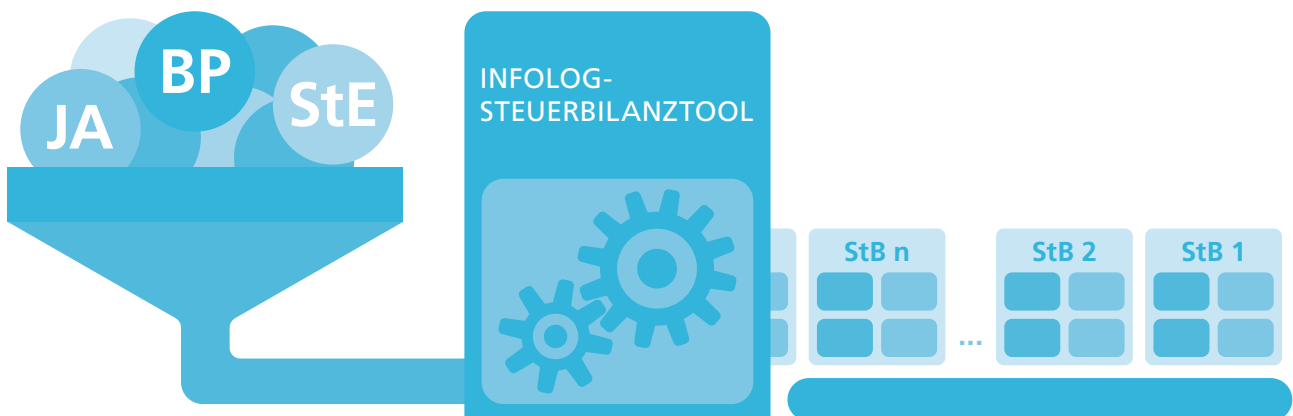 JA
BP
StE
INFOLOG-
STEUERBILANZTOOL
StB n
...
StB 2
StB 1